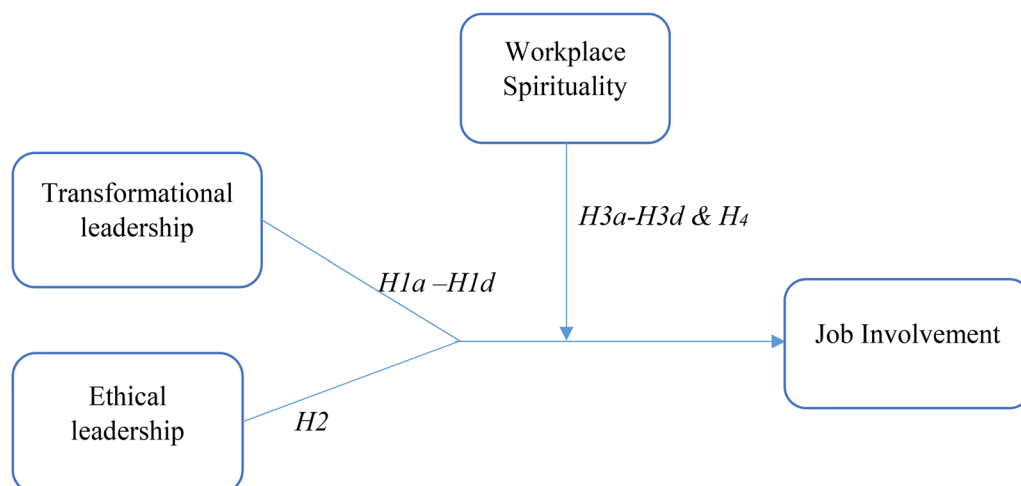 Workplace
Spirituality
Transformational
leadership
H3a-H3d & H4
H1a –H1d
Job Involvement
Ethical
leadership
H2